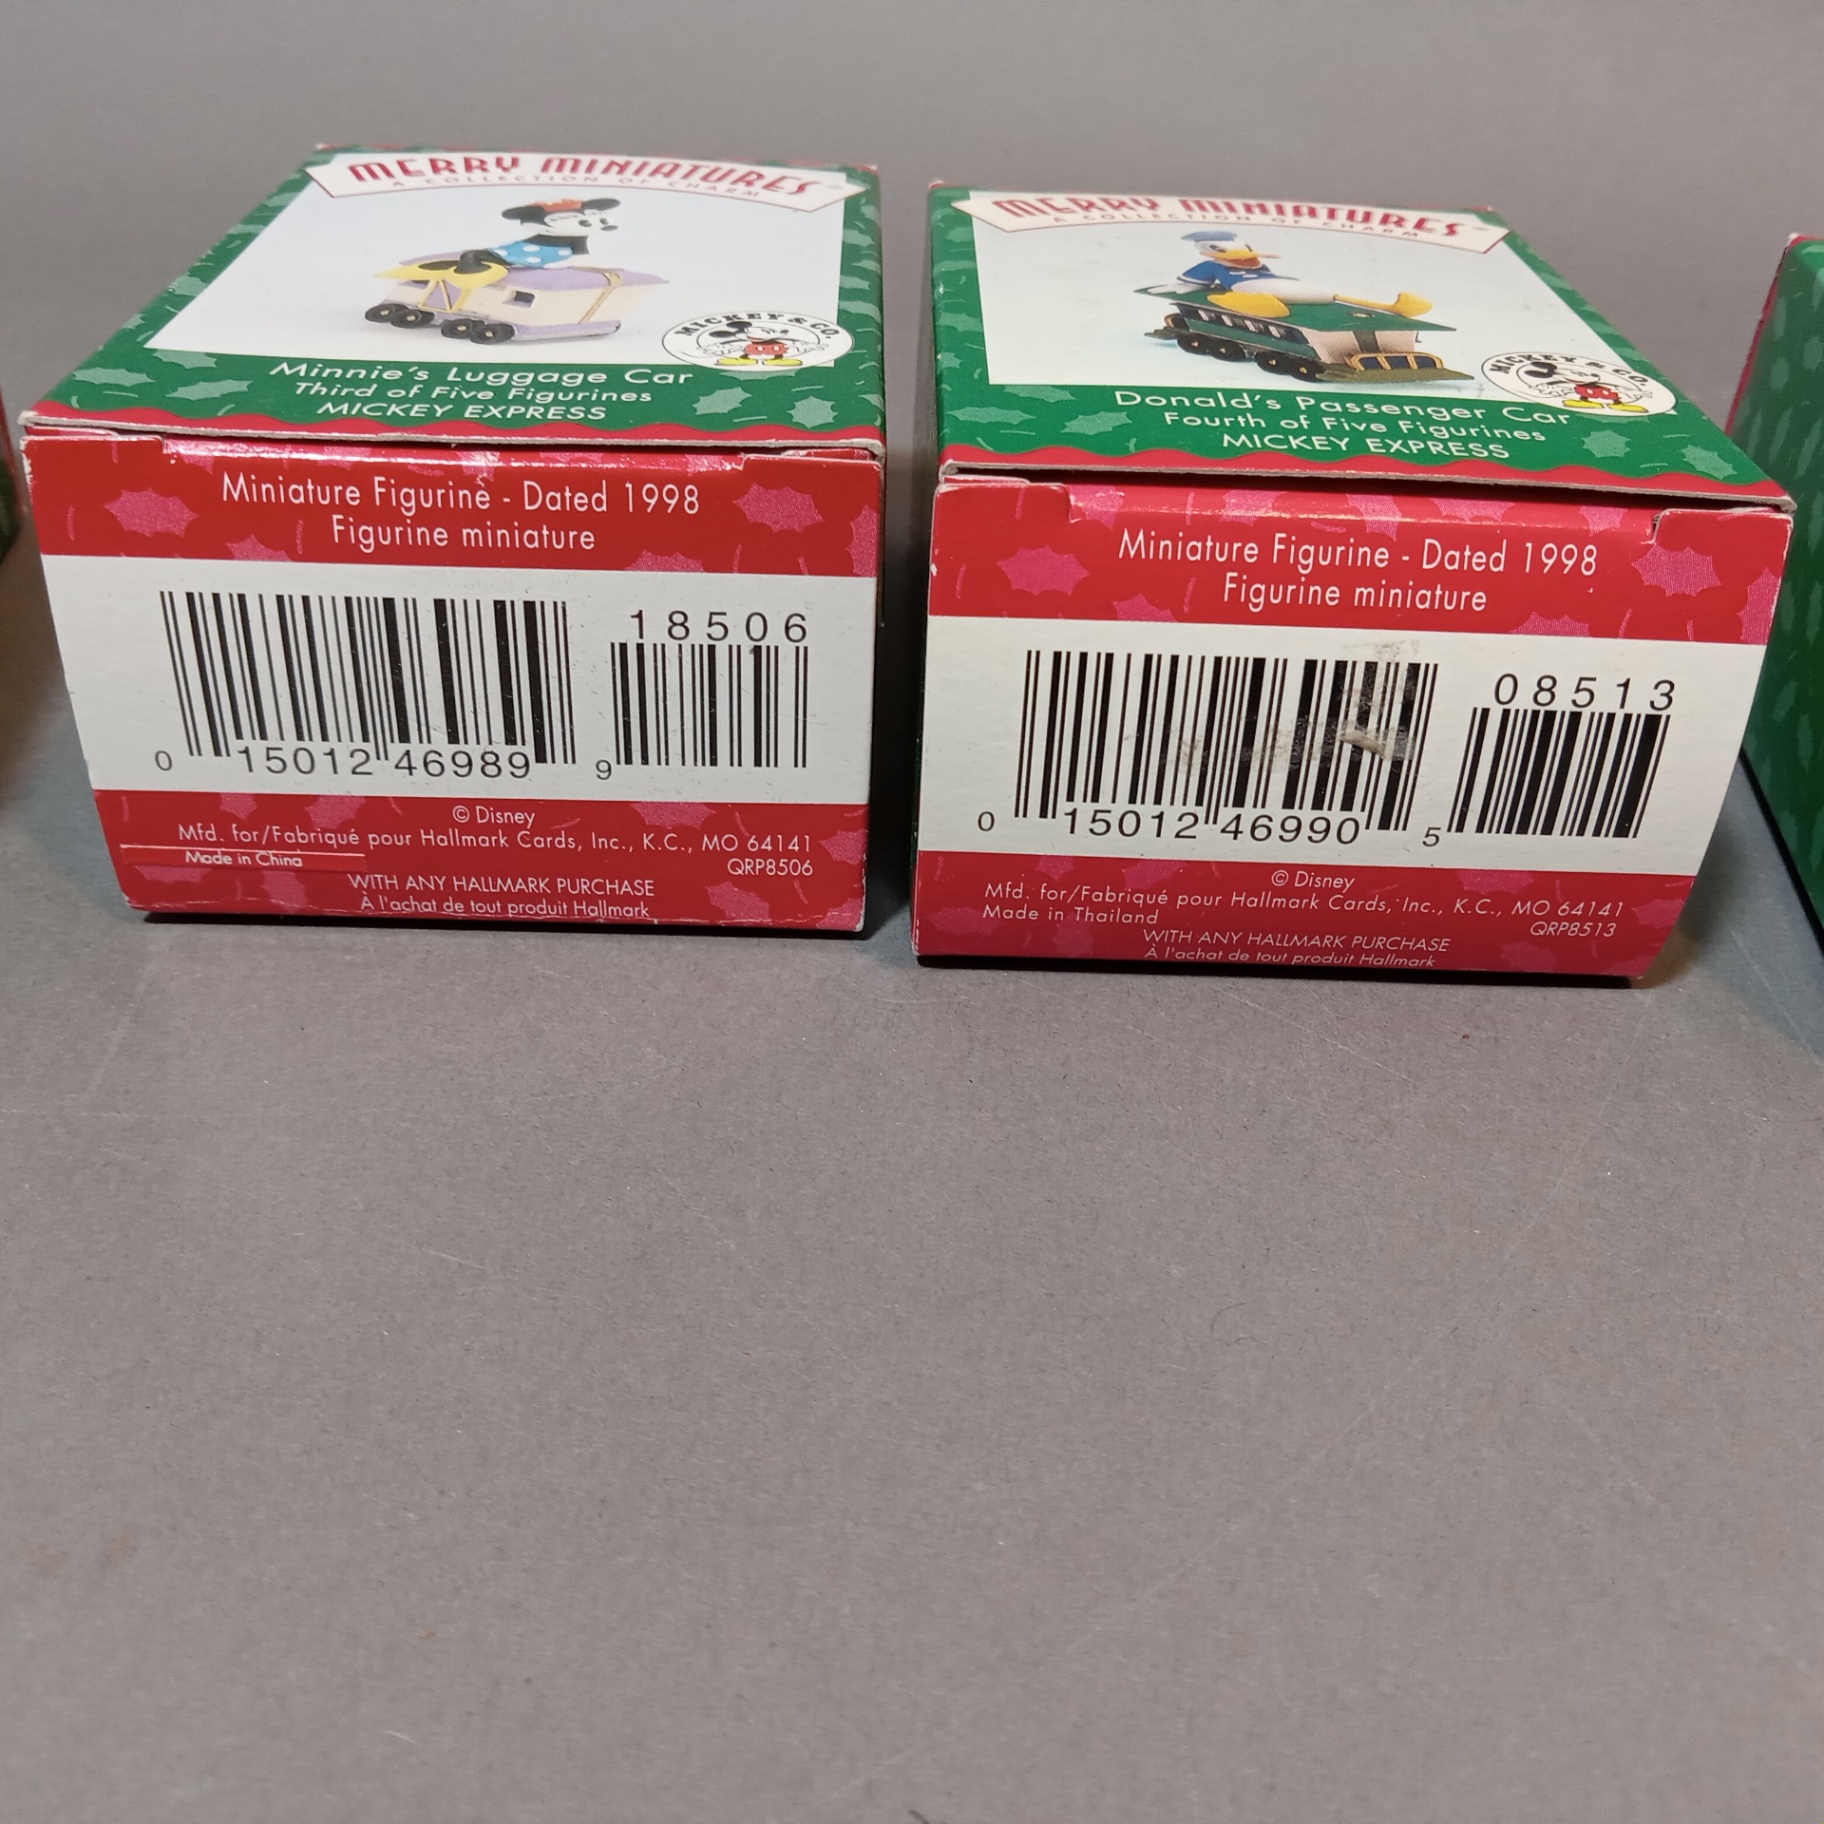 MERRY MINIATURES
A COLLECTION OF CHARM
MICKEY & CO.
Minnie's Luggage Car
Third of Five Figurines
MICKEY EXPRESS
Miniature Figurine - Dated 1998
Figurine miniature
18506
0 15012 46989 9
© Disney
Mfd. for/Fabriqué pour Hallmark Cards, Inc., K.C., MO 64141
Made in China
QRP8506
WITH ANY HALLMARK PURCHASE
À l'achat de tout produit Hallmark
MERRY MINIATURES
A COLLECTION OF CHARM
MICKEY & CO.
Donald's Passenger Car
Fourth of Five Figurines
MICKEY EXPRESS
Miniature Figurine - Dated 1998
Figurine miniature
08513
0 15012 46990 5
© Disney
Mfd. for/Fabriqué pour Hallmark Cards, Inc., K.C., MO 64141
Made in Thailand
QRP8513
WITH ANY HALLMARK PURCHASE
À l'achat de tout produit Hallmark